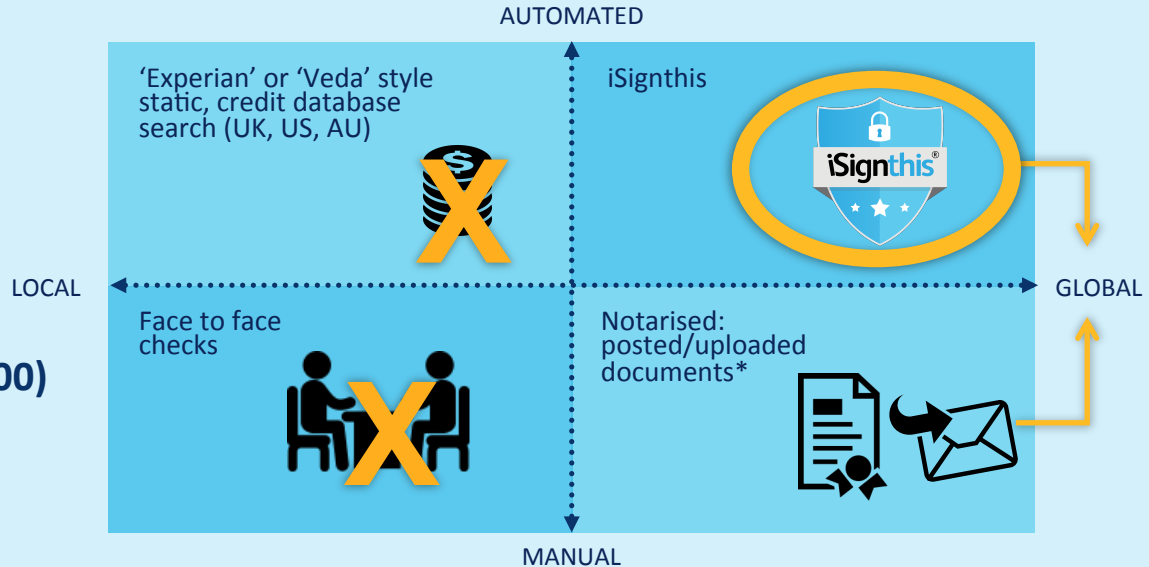 AUTOMATED
‘Experian’ or ‘Veda’ style
static, credit database
search (UK, US, AU)
$
iSignthis
iSignthis®
X
LOCAL
GLOBAL
Face to face
checks
X
Notarised:
posted/uploaded
documents*
00)
MANUAL